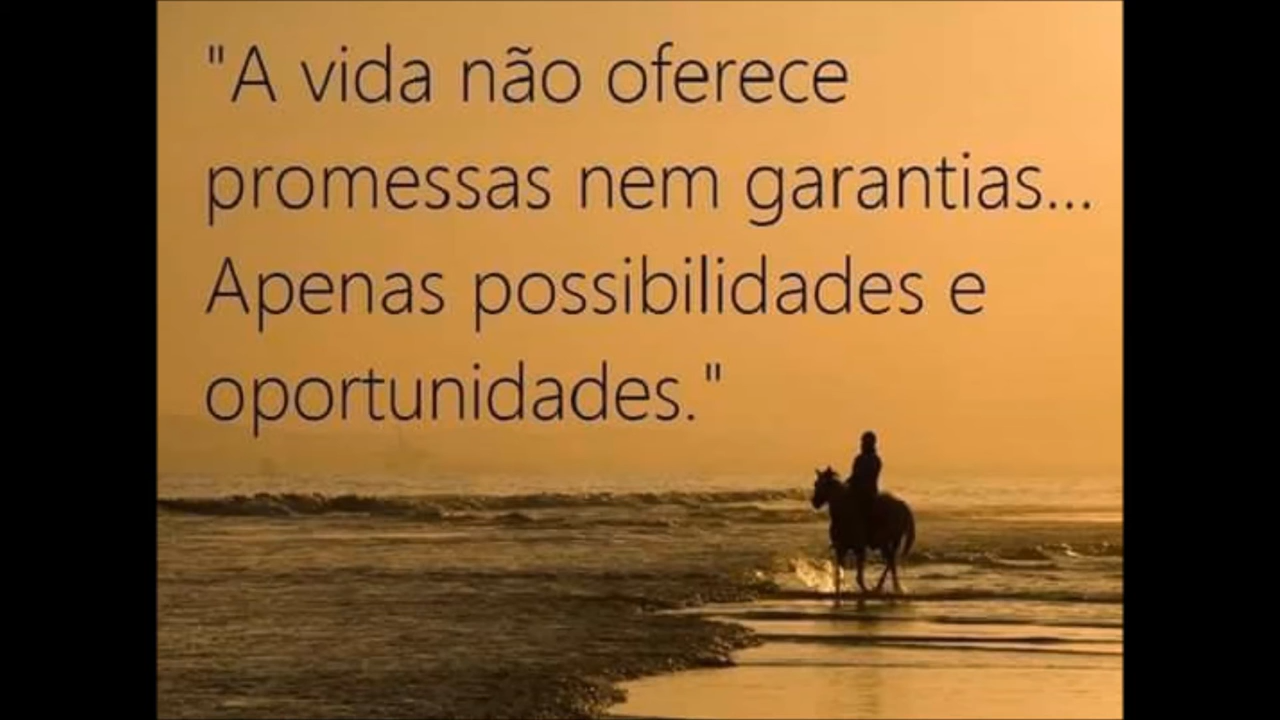 "A vida não oferece
promessas nem garantias...
Apenas possibilidades e
oportunidades."